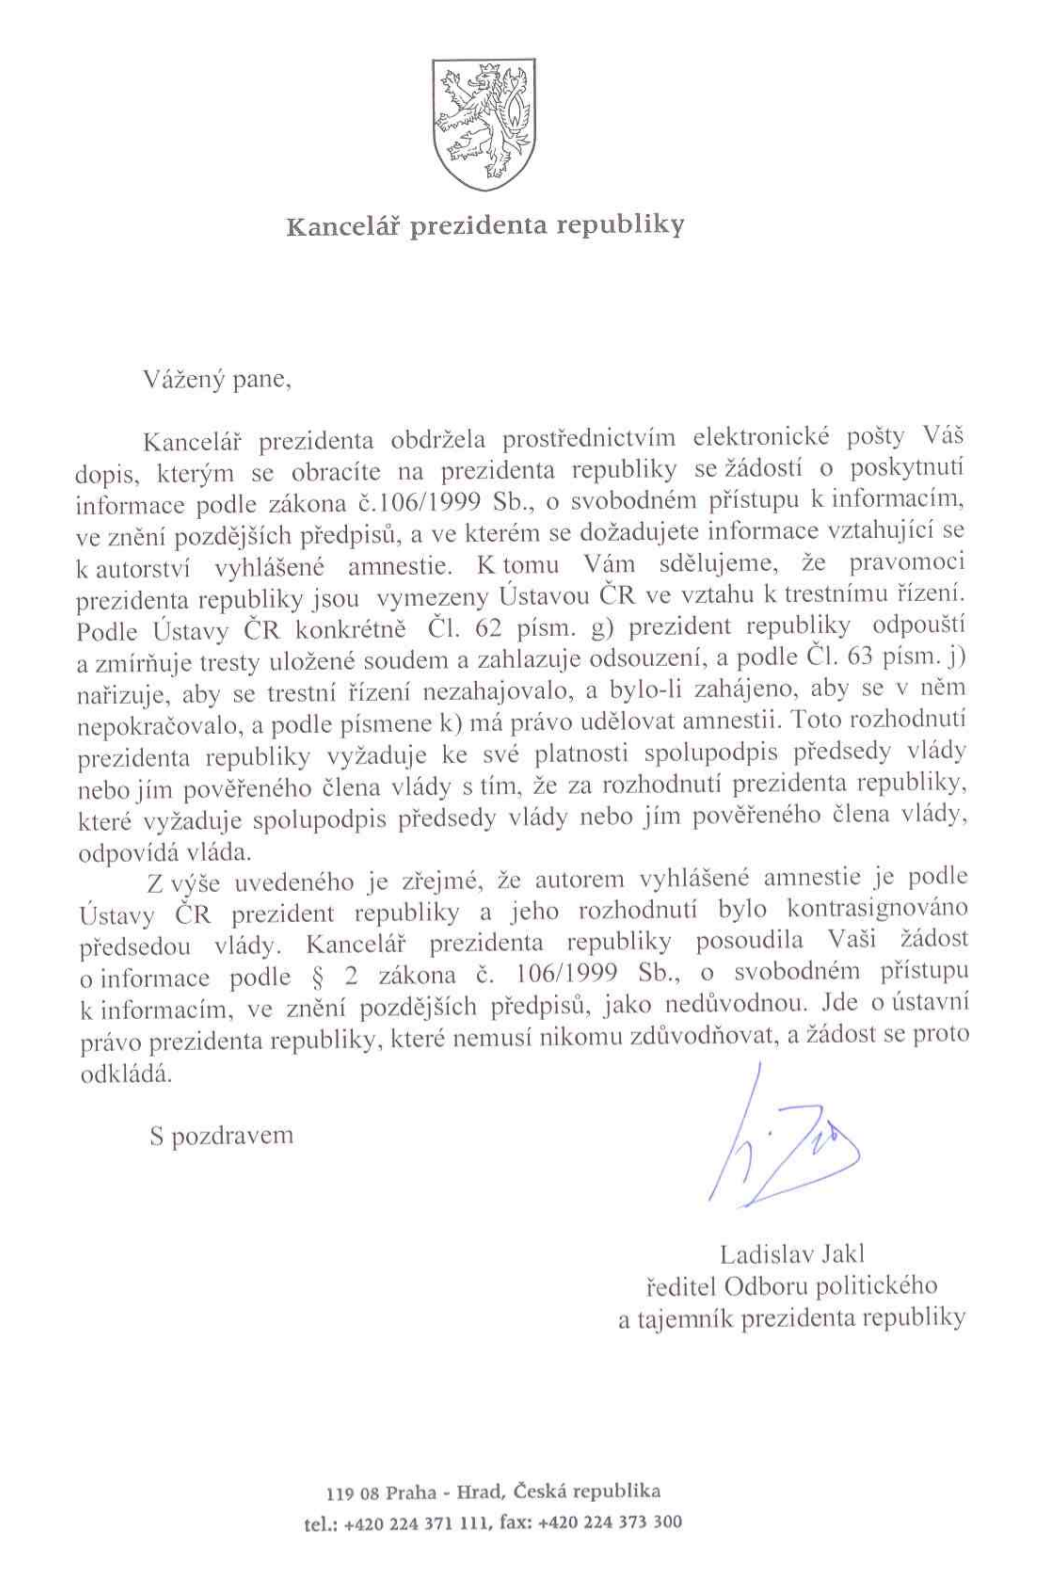 Kancelář prezidenta republiky
Vážený pane,
Kancelář prezidenta obdržela prostřednictvím elektronické pošty Váš
dopis, kterým se obracíte na prezidenta republiky se žádostí o poskytnutí
informace podle zákona č.106/1999 Sb., o svobodném přístupu k informacím,
ve znění pozdějších předpisů, a ve kterém se dožadujete informace vztahující se
k autorství vyhlášené amnestie. K tomu Vám sdělujeme, že pravomoci
prezidenta republiky jsou vymezeny Ústavou ČR ve vztahu k trestnímu řízení.
Podle Ústavy ČR konkrétně Čl. 62 písm. g) prezident republiky odpouští
a zmírňuje tresty uložené soudem a zahlazuje odsouzení, a podle Čl. 63 písm. j)
nařizuje, aby se trestní řízení nezahajovalo, a bylo-li zahájeno, aby se v něm
nepokračovalo, a podle písmene k) má právo udělovat amnestii. Toto rozhodnutí
prezidenta republiky vyžaduje ke své platnosti spolupodpis předsedy vlády
nebo jím pověřeného člena vlády s tím, že za rozhodnutí prezidenta republiky,
které vyžaduje spolupodpis předsedy vlády nebo jím pověřeného člena vlády,
odpovídá vláda.
Z výše uvedeného je zřejmé, že autorem vyhlášené amnestie je podle
Ústavy ČR prezident republiky a jeho rozhodnutí bylo kontrasignováno
předsedou vlády. Kancelář prezidenta republiky posoudila Vaši žádost
o informace podle § 2 zákona č. 106/1999 Sb., o svobodném přístupu
k informacím, ve znění pozdějších předpisů, jako nedůvodnou. Jde o ústavní
právo prezidenta republiky, které nemusí nikomu zdůvodňovat, a žádost se proto
odkládá.
S pozdravem
Ladislav Jakl
ředitel Odboru politického
a tajemník prezidenta republiky
119 08 Praha - Hrad, Česká republika
tel.: +420 224 371 111, fax: +420 224 373 300